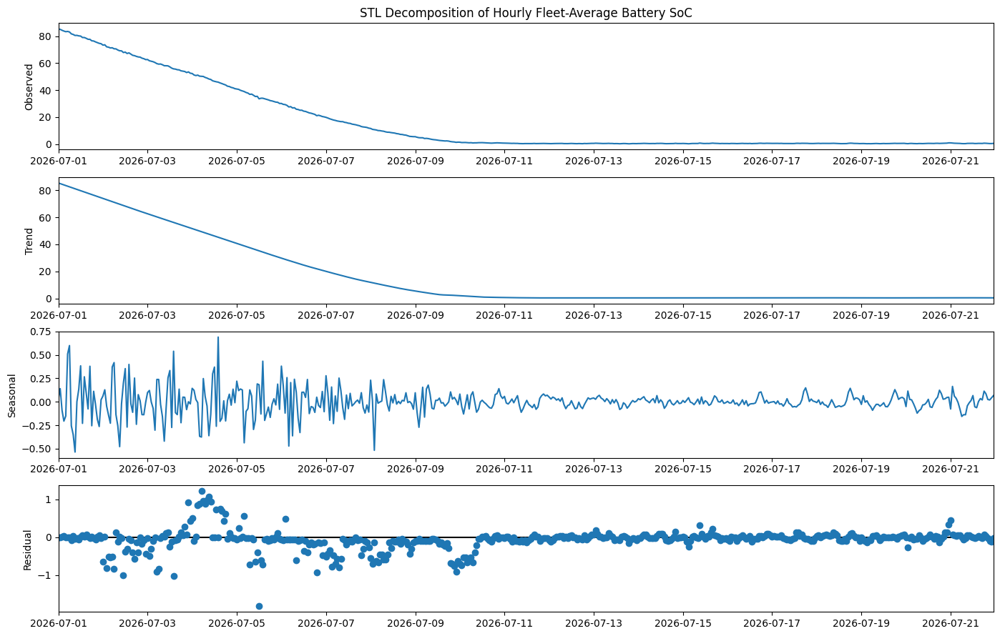 STL Decomposition of Hourly Fleet-Average Battery SoC
Observed
80
60
40
20
0
2026-07-01 2026-07-03 2026-07-05 2026-07-07 2026-07-09 2026-07-11 2026-07-13 2026-07-15 2026-07-17 2026-07-19 2026-07-21
Trend
80
60
40
20
0
2026-07-01 2026-07-03 2026-07-05 2026-07-07 2026-07-09 2026-07-11 2026-07-13 2026-07-15 2026-07-17 2026-07-19 2026-07-21
Seasonal
0.75
0.50
0.25
0.00
−0.25
−0.50
2026-07-01 2026-07-03 2026-07-05 2026-07-07 2026-07-09 2026-07-11 2026-07-13 2026-07-15 2026-07-17 2026-07-19 2026-07-21
Residual
1
0
−1
2026-07-01 2026-07-03 2026-07-05 2026-07-07 2026-07-09 2026-07-11 2026-07-13 2026-07-15 2026-07-17 2026-07-19 2026-07-21